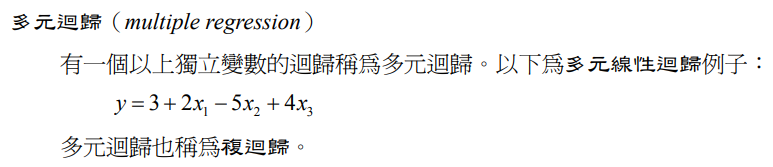 多元迴歸（multiple regression）
有一個以上獨立變數的迴歸稱爲多元迴歸。以下爲多元線性迴歸例子：
y = 3 + 2x₁ − 5x₂ + 4x₃
多元迴歸也稱爲複迴歸。